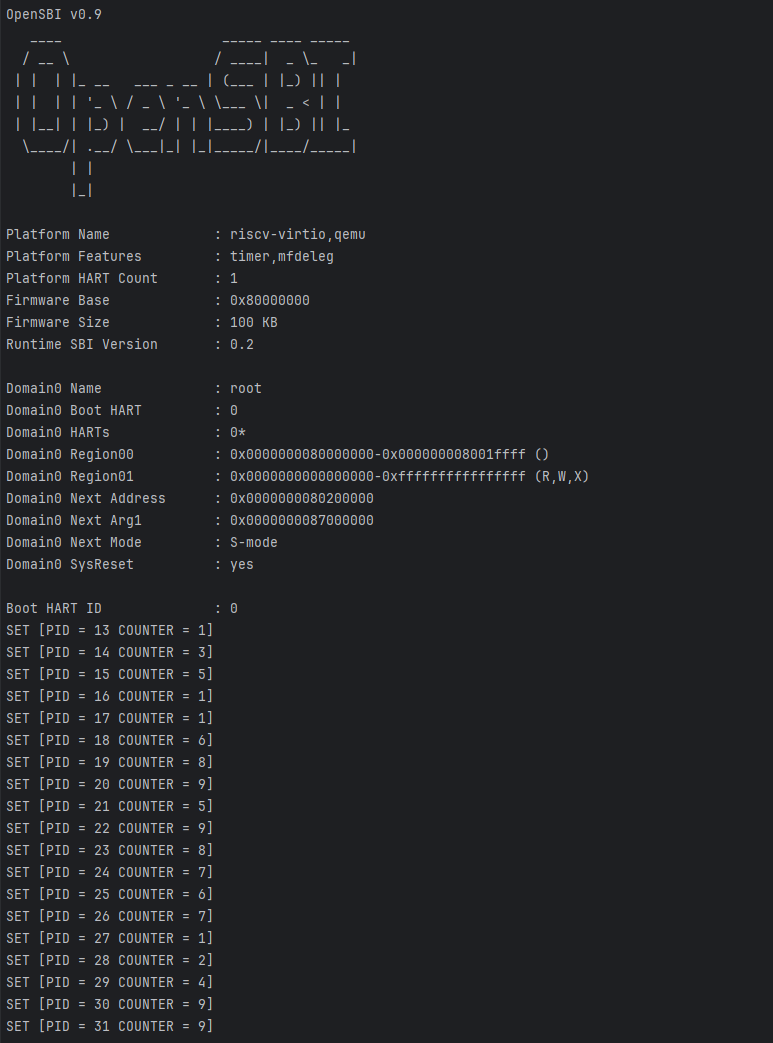 OpenSBI v0.9
   ____                    _____ ____ _____
  / __ \                  / ____|  _ \_   _|
 | |  | |_ __   ___ _ __ | (___ | |_) || |
 | |  | | '_ \ / _ \ '_ \ \___ \|  _ < | |
 | |__| | |_) |  __/ | | |____) | |_) || |_
  \____/| .__/ \___|_| |_|_____/|____/_____|
        | |
        |_|

Platform Name             : riscv-virtio,qemu
Platform Features         : timer,mfdeleg
Platform HART Count       : 1
Firmware Base             : 0x80000000
Firmware Size             : 100 KB
Runtime SBI Version       : 0.2

Domain0 Name              : root
Domain0 Boot HART         : 0
Domain0 HARTs             : 0*
Domain0 Region00          : 0x0000000080000000-0x000000008001ffff ()
Domain0 Region01          : 0x0000000000000000-0xffffffffffffffff (R,W,X)
Domain0 Next Address      : 0x0000000080200000
Domain0 Next Arg1         : 0x0000000087000000
Domain0 Next Mode         : S-mode
Domain0 SysReset          : yes

Boot HART ID              : 0
SET [PID = 13 COUNTER = 1]
SET [PID = 14 COUNTER = 3]
SET [PID = 15 COUNTER = 5]
SET [PID = 16 COUNTER = 1]
SET [PID = 17 COUNTER = 1]
SET [PID = 18 COUNTER = 6]
SET [PID = 19 COUNTER = 8]
SET [PID = 20 COUNTER = 9]
SET [PID = 21 COUNTER = 5]
SET [PID = 22 COUNTER = 9]
SET [PID = 23 COUNTER = 8]
SET [PID = 24 COUNTER = 7]
SET [PID = 25 COUNTER = 6]
SET [PID = 26 COUNTER = 7]
SET [PID = 27 COUNTER = 1]
SET [PID = 28 COUNTER = 2]
SET [PID = 29 COUNTER = 4]
SET [PID = 30 COUNTER = 9]
SET [PID = 31 COUNTER = 9]